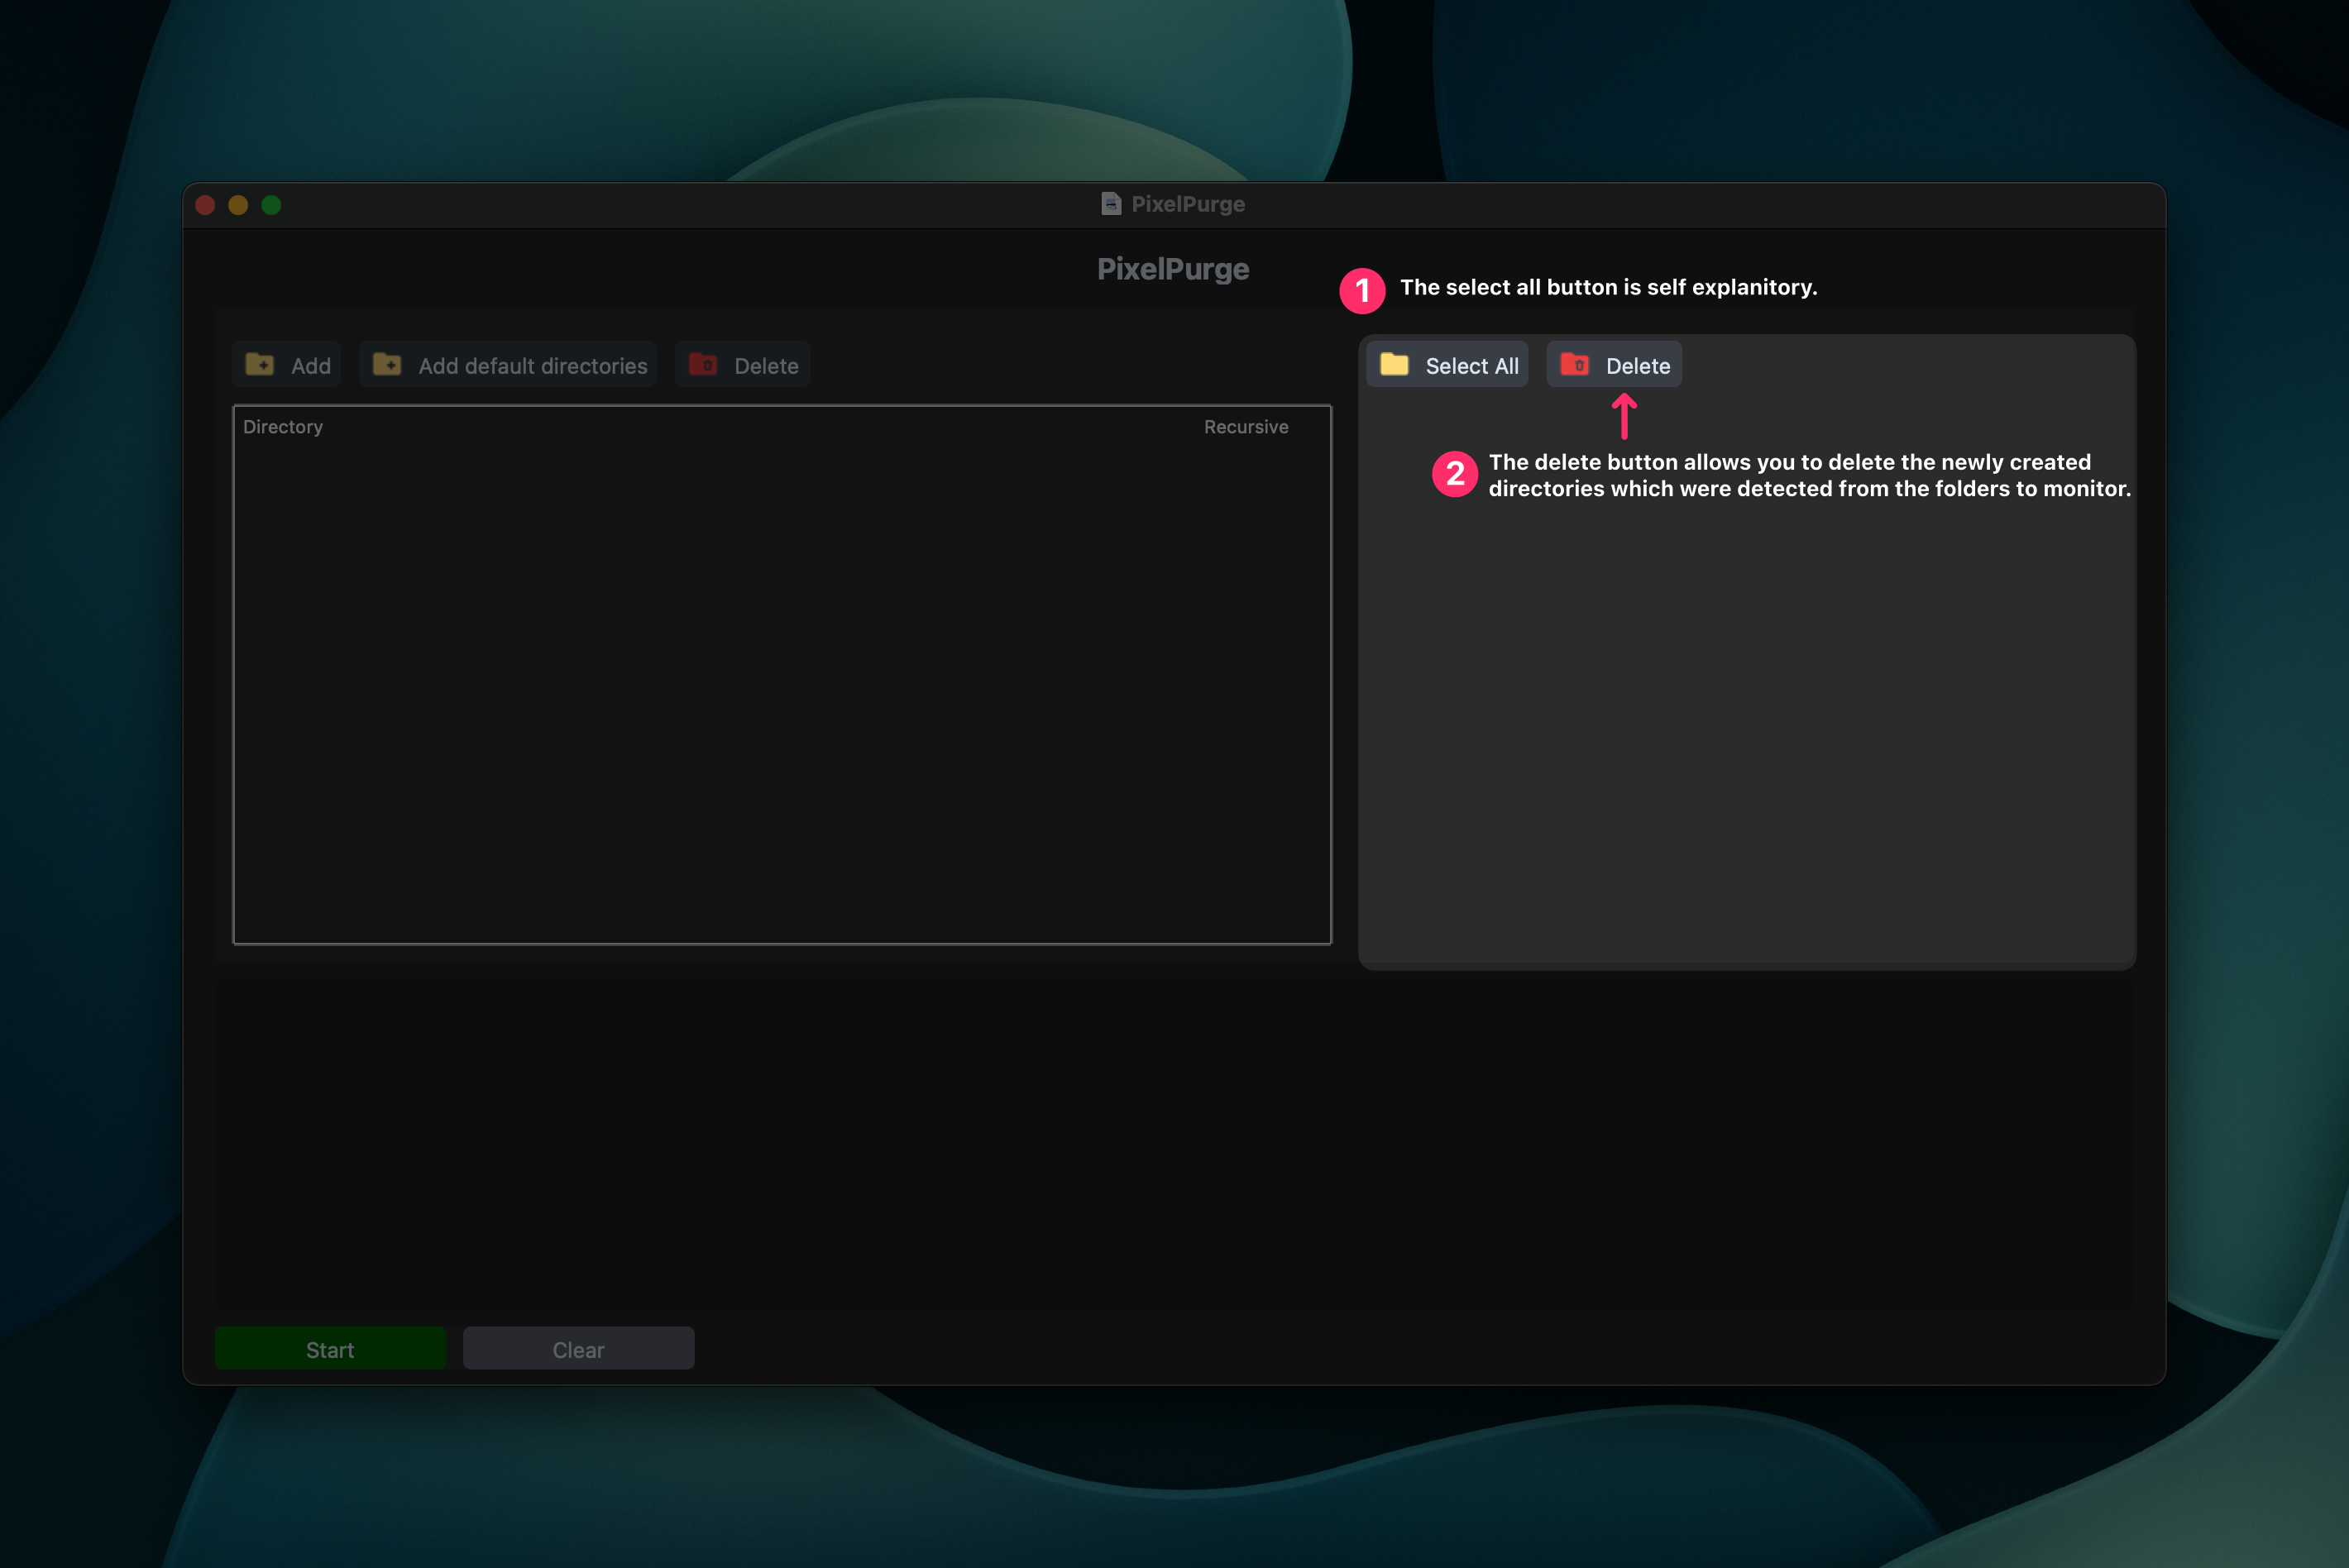 PixelPurge
PixelPurge
1 The select all button is self explanitory.
Add Add default directories Delete
Select All Delete
Directory Recursive
2 The delete button allows you to delete the newly created
directories which were detected from the folders to monitor.
Start Clear